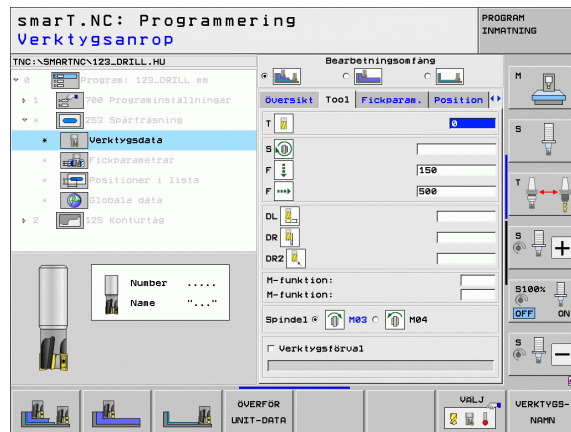 smarT.NC: Programmering
Verktygsanrop
PROGRAM
INMATNING
TNC:\SMARTNC\123_DRILL.HU
0 Program: 123_DRILL mm
1 700 Programinställningar
253 Spårfräsning
Verktygsdata
Fickparametrar
Positioner i lista
Globala data
2 125 Konturtåg
Number .....
Name "..."
Bearbetningsomfång
Översikt Tool Fickparam. Position
T 0
S
F 150
F 500
DL
DR
DR2
M-funktion:
M-funktion:
Spindel M03 M04
Verktygsförval
M
S
T
S
S100%
OFF ON
S
ÖVERFÖR
UNIT-DATA
VALJ
VERKTYGS-
NAMN